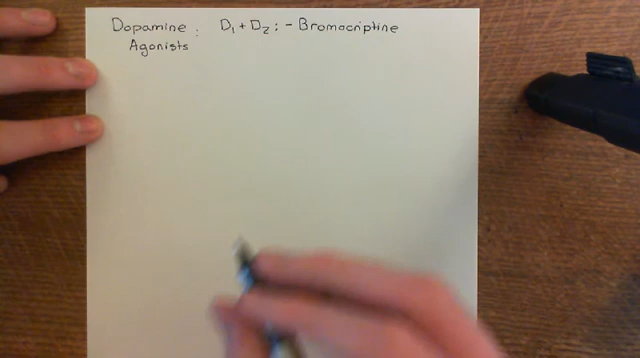 Dopamine : D₁ + D₂ : - Bromocriptine
Agonists